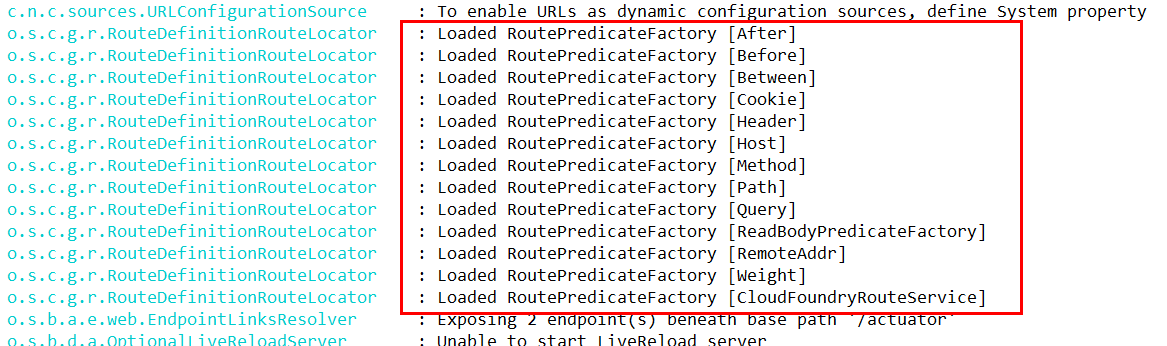 c.n.c.sources.URLConfigurationSource : To enable URLs as dynamic configuration sources, define System property
o.s.c.g.r.RouteDefinitionRouteLocator : Loaded RoutePredicateFactory [After]
o.s.c.g.r.RouteDefinitionRouteLocator : Loaded RoutePredicateFactory [Before]
o.s.c.g.r.RouteDefinitionRouteLocator : Loaded RoutePredicateFactory [Between]
o.s.c.g.r.RouteDefinitionRouteLocator : Loaded RoutePredicateFactory [Cookie]
o.s.c.g.r.RouteDefinitionRouteLocator : Loaded RoutePredicateFactory [Header]
o.s.c.g.r.RouteDefinitionRouteLocator : Loaded RoutePredicateFactory [Host]
o.s.c.g.r.RouteDefinitionRouteLocator : Loaded RoutePredicateFactory [Method]
o.s.c.g.r.RouteDefinitionRouteLocator : Loaded RoutePredicateFactory [Path]
o.s.c.g.r.RouteDefinitionRouteLocator : Loaded RoutePredicateFactory [Query]
o.s.c.g.r.RouteDefinitionRouteLocator : Loaded RoutePredicateFactory [ReadBodyPredicateFactory]
o.s.c.g.r.RouteDefinitionRouteLocator : Loaded RoutePredicateFactory [RemoteAddr]
o.s.c.g.r.RouteDefinitionRouteLocator : Loaded RoutePredicateFactory [Weight]
o.s.c.g.r.RouteDefinitionRouteLocator : Loaded RoutePredicateFactory [CloudFoundryRouteService]
o.s.b.a.e.web.EndpointLinksResolver : Exposing 2 endpoint(s) beneath base path '/actuator'
o.s.b.d.a.OptionalLiveReloadServer : Unable to start LiveReload server